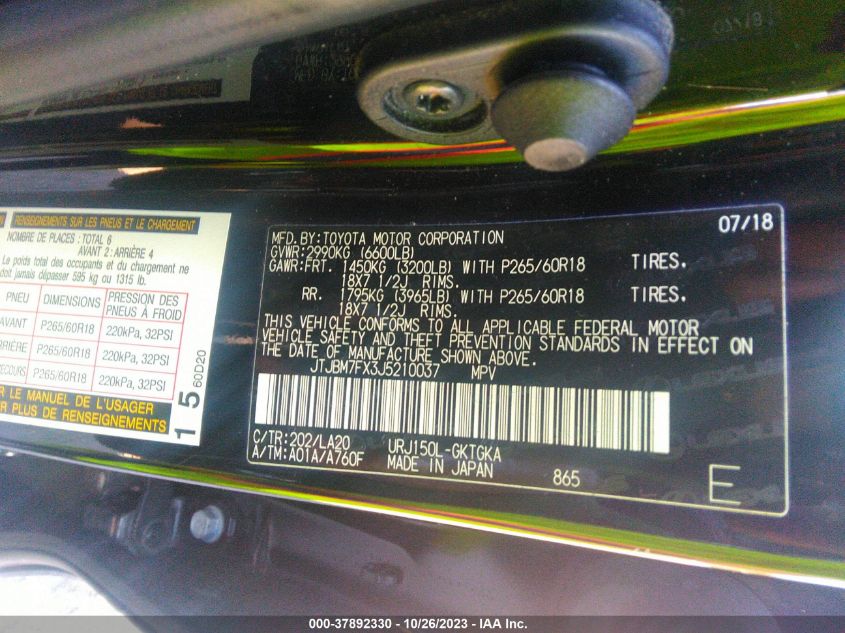 RENSEIGNEMENTS SUR LES PNEUS ET LE CHARGEMENT
NOMBRE DE PLACES: TOTAL 6
AVANT 2: ARRIÈRE 4
Le poids total des occupants et du chargement ne
doit jamais dépasser 595 kg ou 1315 lb.
PNEU DIMENSIONS PRESSION DES PNEUS À FROID
AVANT P265/60R18 220kPa, 32PSI
P265/60R18 220kPa, 32PSI
P265/60R18 220kPa, 32PSI
LE MANUEL DE L'USAGER
PLUS DE RENSEIGNEMENTS
1 5 60D20
07/18
MFD. BY: TOYOTA MOTOR CORPORATION
GVWR: 2990KG (6600LB)
GAWR: FRT. 1450KG (3200LB) WITH P265/60R18 TIRES.
18X7 1/2J RIMS.
RR. 1795KG (3965LB) WITH P265/60R18 TIRES.
18X7 1/2J RIMS.
THIS VEHICLE CONFORMS TO ALL APPLICABLE FEDERAL MOTOR
VEHICLE SAFETY AND THEFT PREVENTION STANDARDS IN EFFECT ON
THE DATE OF MANUFACTURE SHOWN ABOVE.
JTJBM7FX3J5210037 MPV
C/TR: 202/LA20 URJ150L-GKTGKA
A/TM: A01A/A760F MADE IN JAPAN 865
E
000-37892330 - 10/26/2023 - IAA Inc.